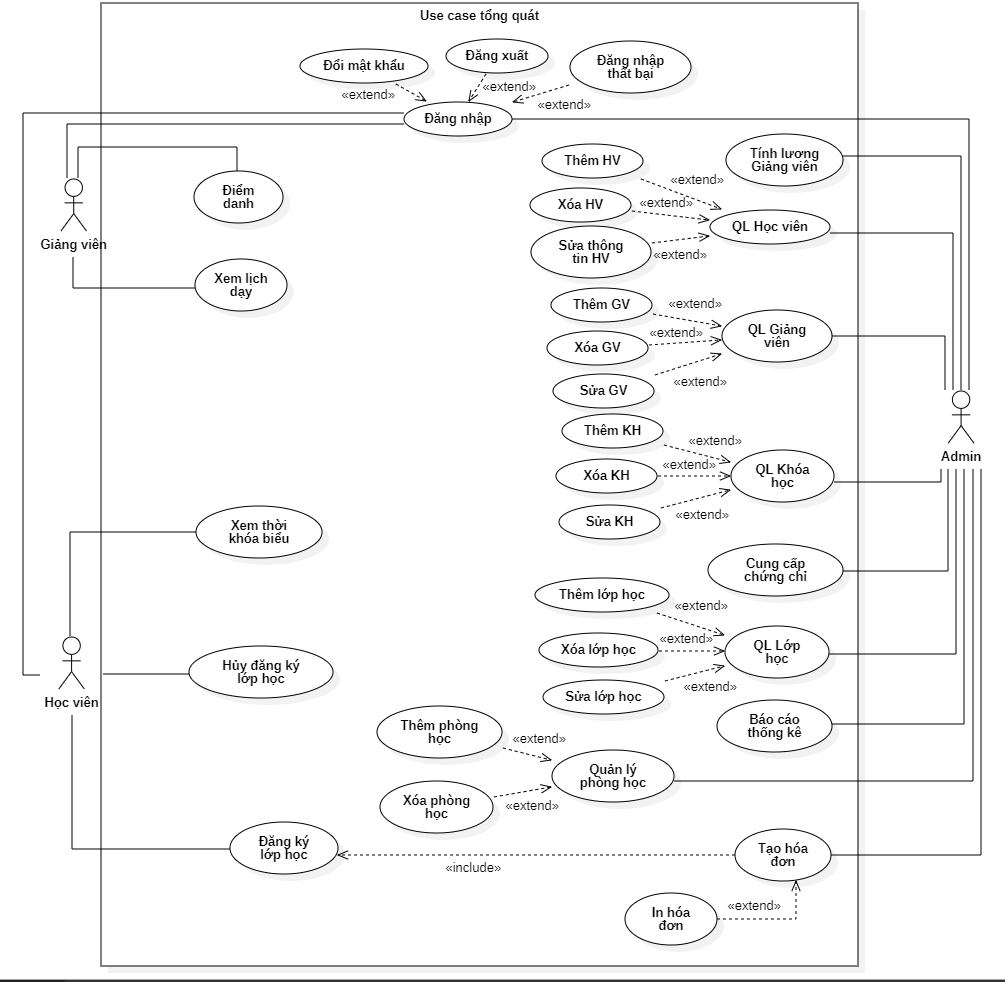 Use case tổng quát
Đổi mật khẩu
Đăng xuất
Đăng nhập
thất bại
«extend»
«extend»
«extend»
Đăng nhập
Thêm HV
Tính lương
Giảng viên
«extend»
Điểm
danh
Xóa HV
«extend»
QL Học viên
Giảng viên
Sửa thông
tin HV
«extend»
Xem lịch
dạy
Thêm GV
«extend»
QL Giảng
viên
«extend»
Xóa GV
«extend»
Sửa GV
Thêm KH
«extend»
Admin
«extend»
QL Khóa
học
Xóa KH
«extend»
Sửa KH
Xem thời
khóa biểu
Cung cấp
chứng chỉ
Thêm lớp học
«extend»
«extend»
QL Lớp
học
Xóa lớp học
Hủy đăng ký
lớp học
«extend»
Sửa lớp học
Học viên
Báo cáo
thống kê
Thêm phòng
học
«extend»
Quản lý
phòng học
Xóa phòng
học
«extend»
Đăng ký
lớp học
Tạo hóa
đơn
«include»
«extend»
In hóa
đơn